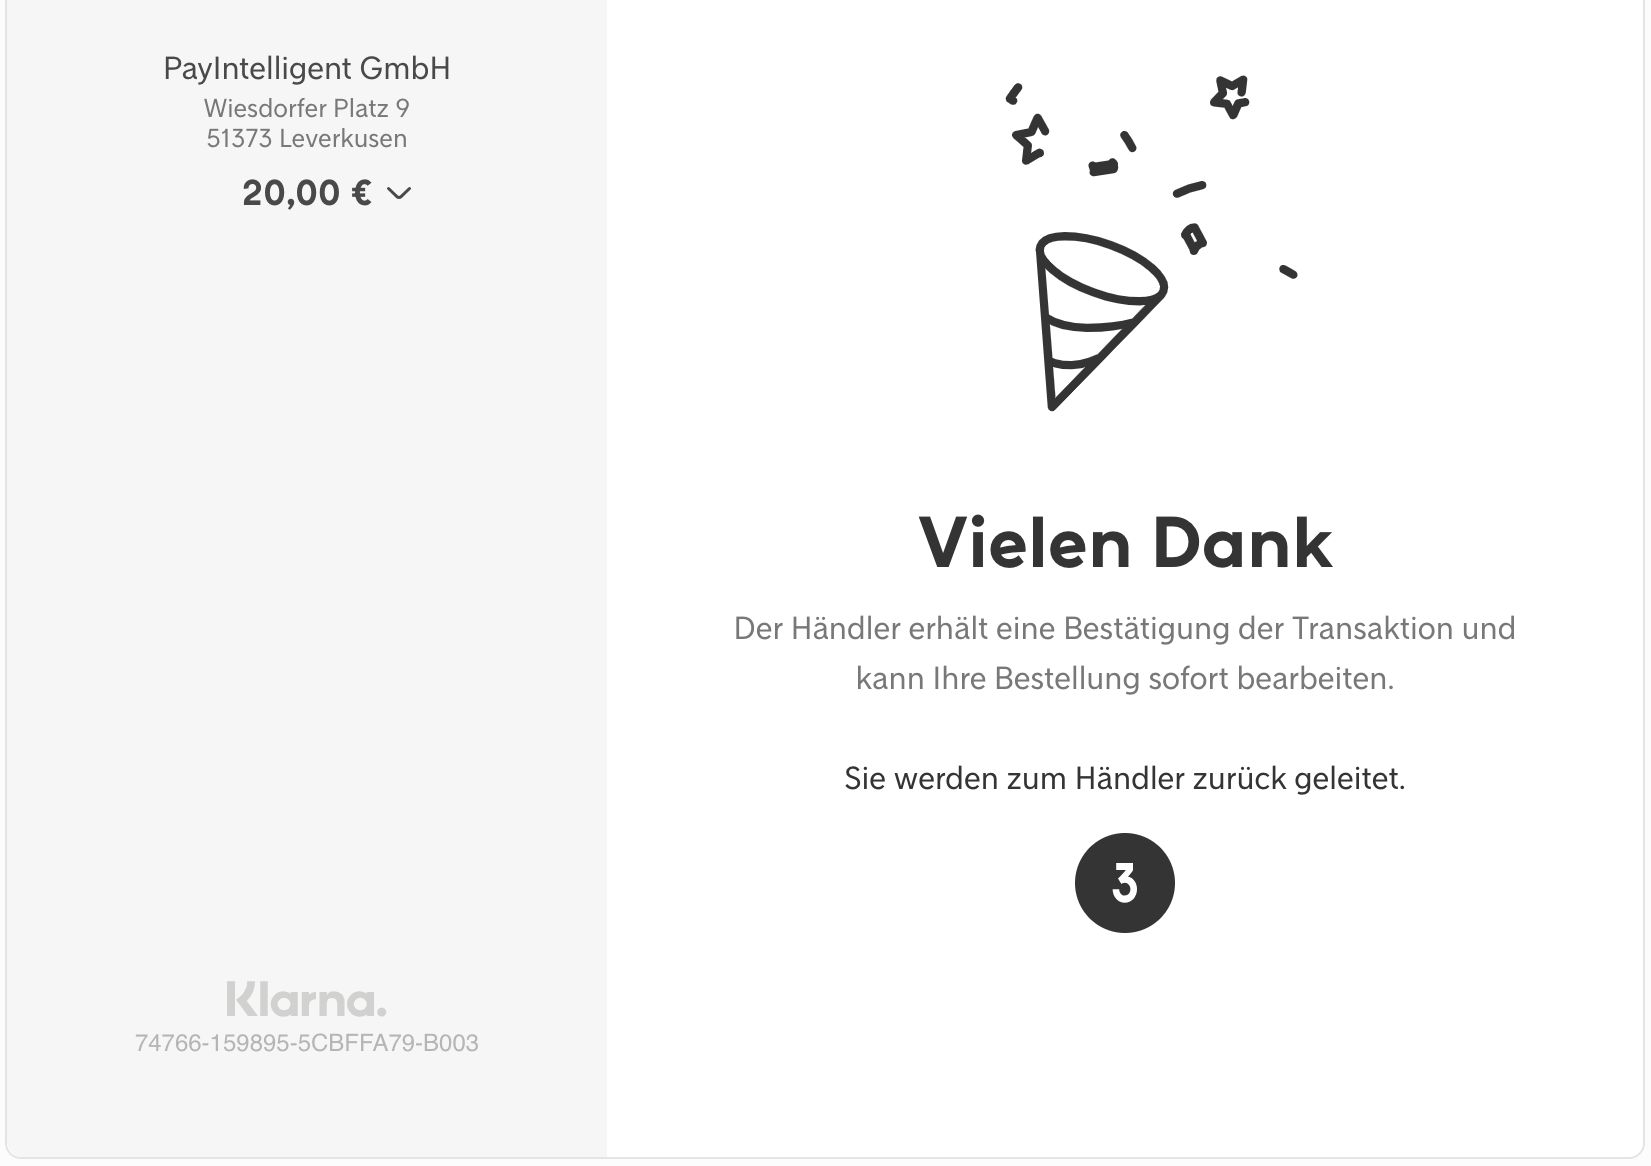 PayIntelligent GmbH
Wiesdorfer Platz 9
51373 Leverkusen
20,00 €
Klarna.
74766-159895-5CBFFA79-B003
Vielen Dank
Der Händler erhält eine Bestätigung der Transaktion und
kann Ihre Bestellung sofort bearbeiten.
Sie werden zum Händler zurück geleitet.
3